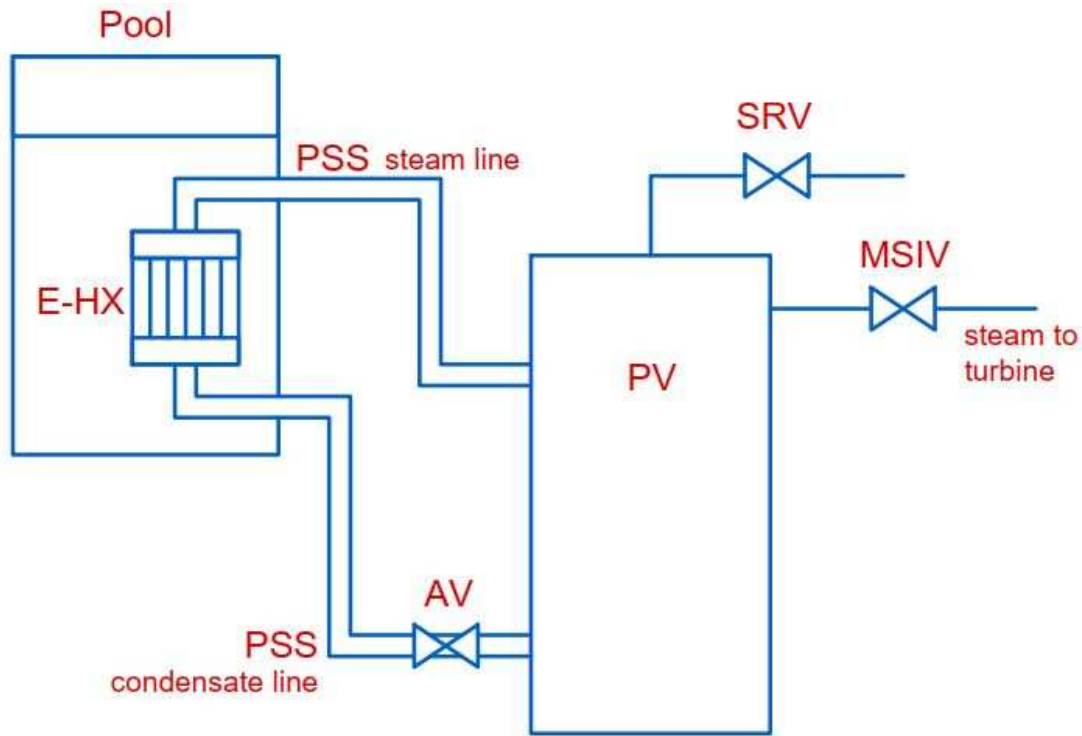 Pool
SRV
PSS steam line
MSIV
E-HX
steam to
turbine
PV
AV
PSS
condensate line